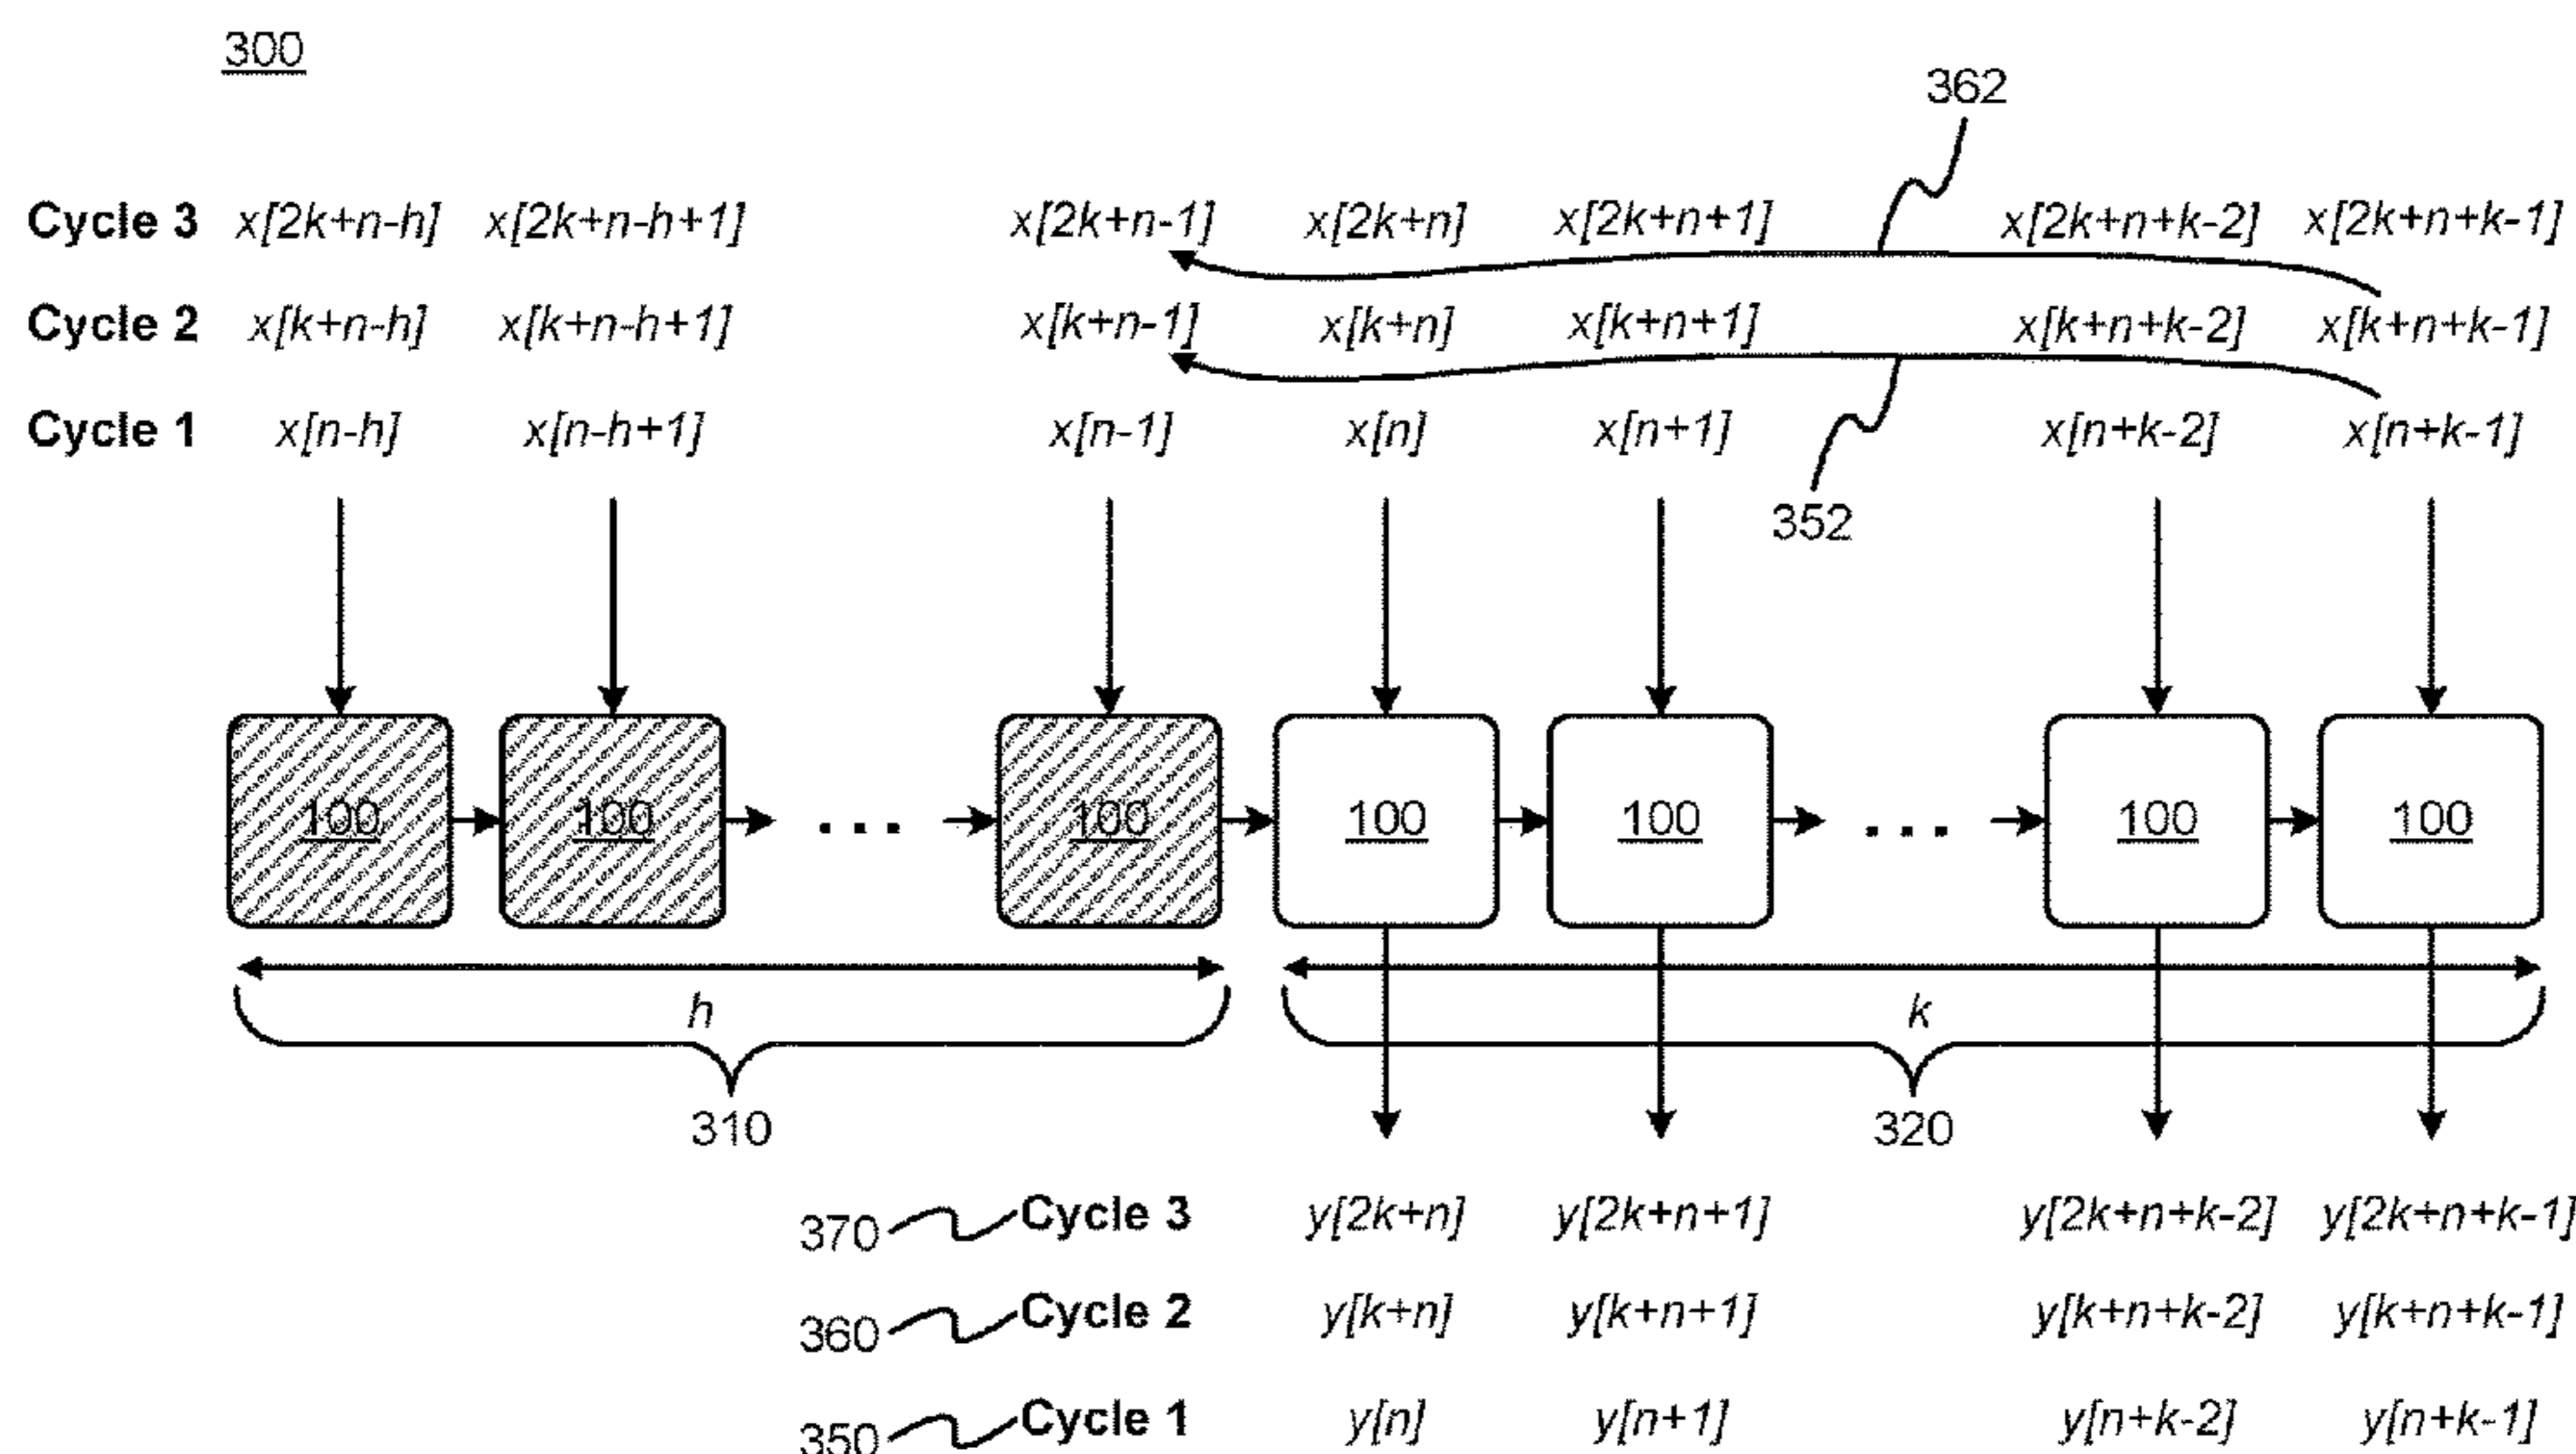 300
362
Cycle 3 x[2k+n-h] x[2k+n-h+1] x[2k+n-1] x[2k+n] x[2k+n+1] x[2k+n+k-2] x[2k+n+k-1]
Cycle 2 x[k+n-h] x[k+n-h+1] x[k+n-1] x[k+n] x[k+n+1] x[k+n+k-2] x[k+n+k-1]
Cycle 1 x[n-h] x[n-h+1] x[n-1] x[n] x[n+1] x[n+k-2] x[n+k-1]
352
100 100 ... 100 100 100 ... 100 100
h k
310 320
370 Cycle 3 y[2k+n] y[2k+n+1] y[2k+n+k-2] y[2k+n+k-1]
360 Cycle 2 y[k+n] y[k+n+1] y[k+n+k-2] y[k+n+k-1]
350 Cycle 1 y[n] y[n+1] y[n+k-2] y[n+k-1]